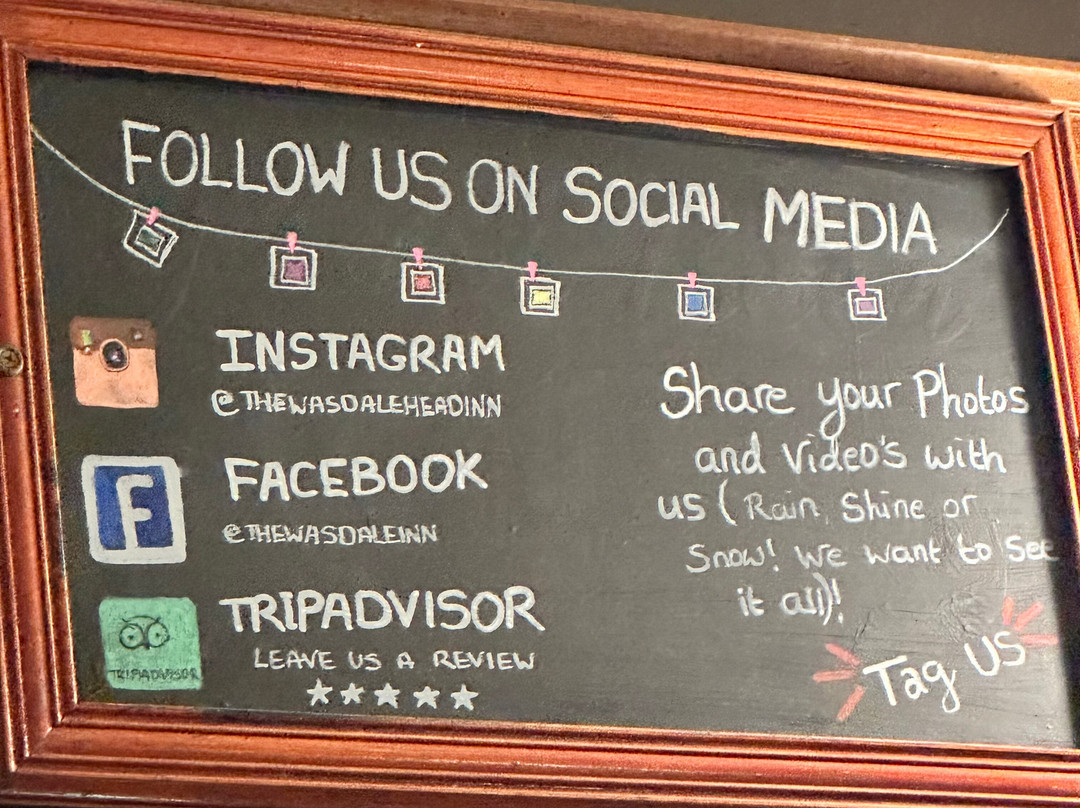 FOLLOW US ON SOCIAL MEDIA
INSTAGRAM
@THEWASDALEHEADINN
FACEBOOK
@THEWASDALEINN
TRIPADVISOR
LEAVE US A REVIEW
TRIPADVISOR
Share your Photos
and Video's with
us (Rain, Shine or
Snow! We want to See
it all)!
Tag US